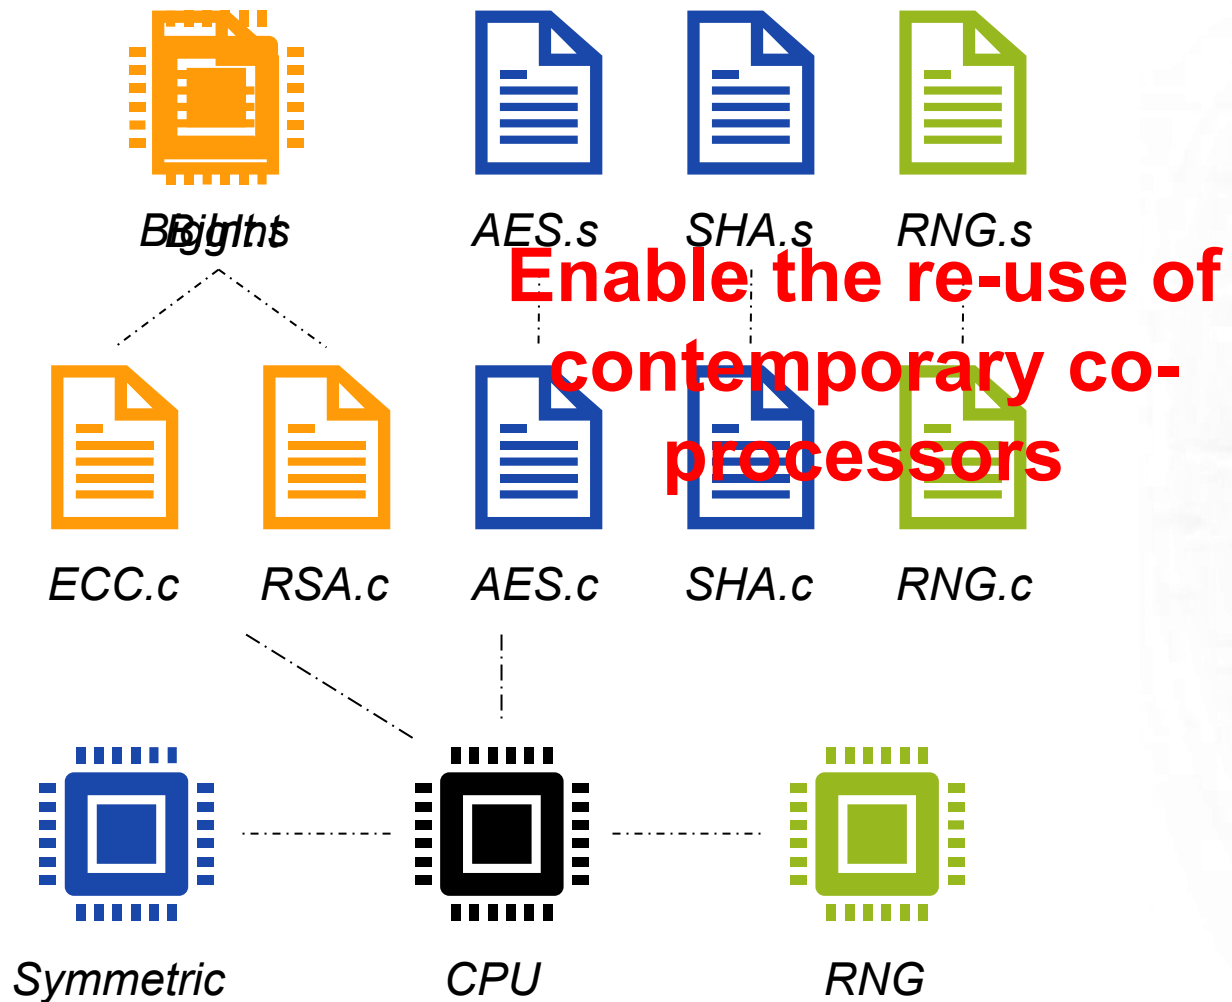 AES.s SHA.s RNG.s
Enable the re-use of
contemporary co-
processors
ECC.c RSA.c AES.c SHA.c RNG.c
Symmetric CPU RNG